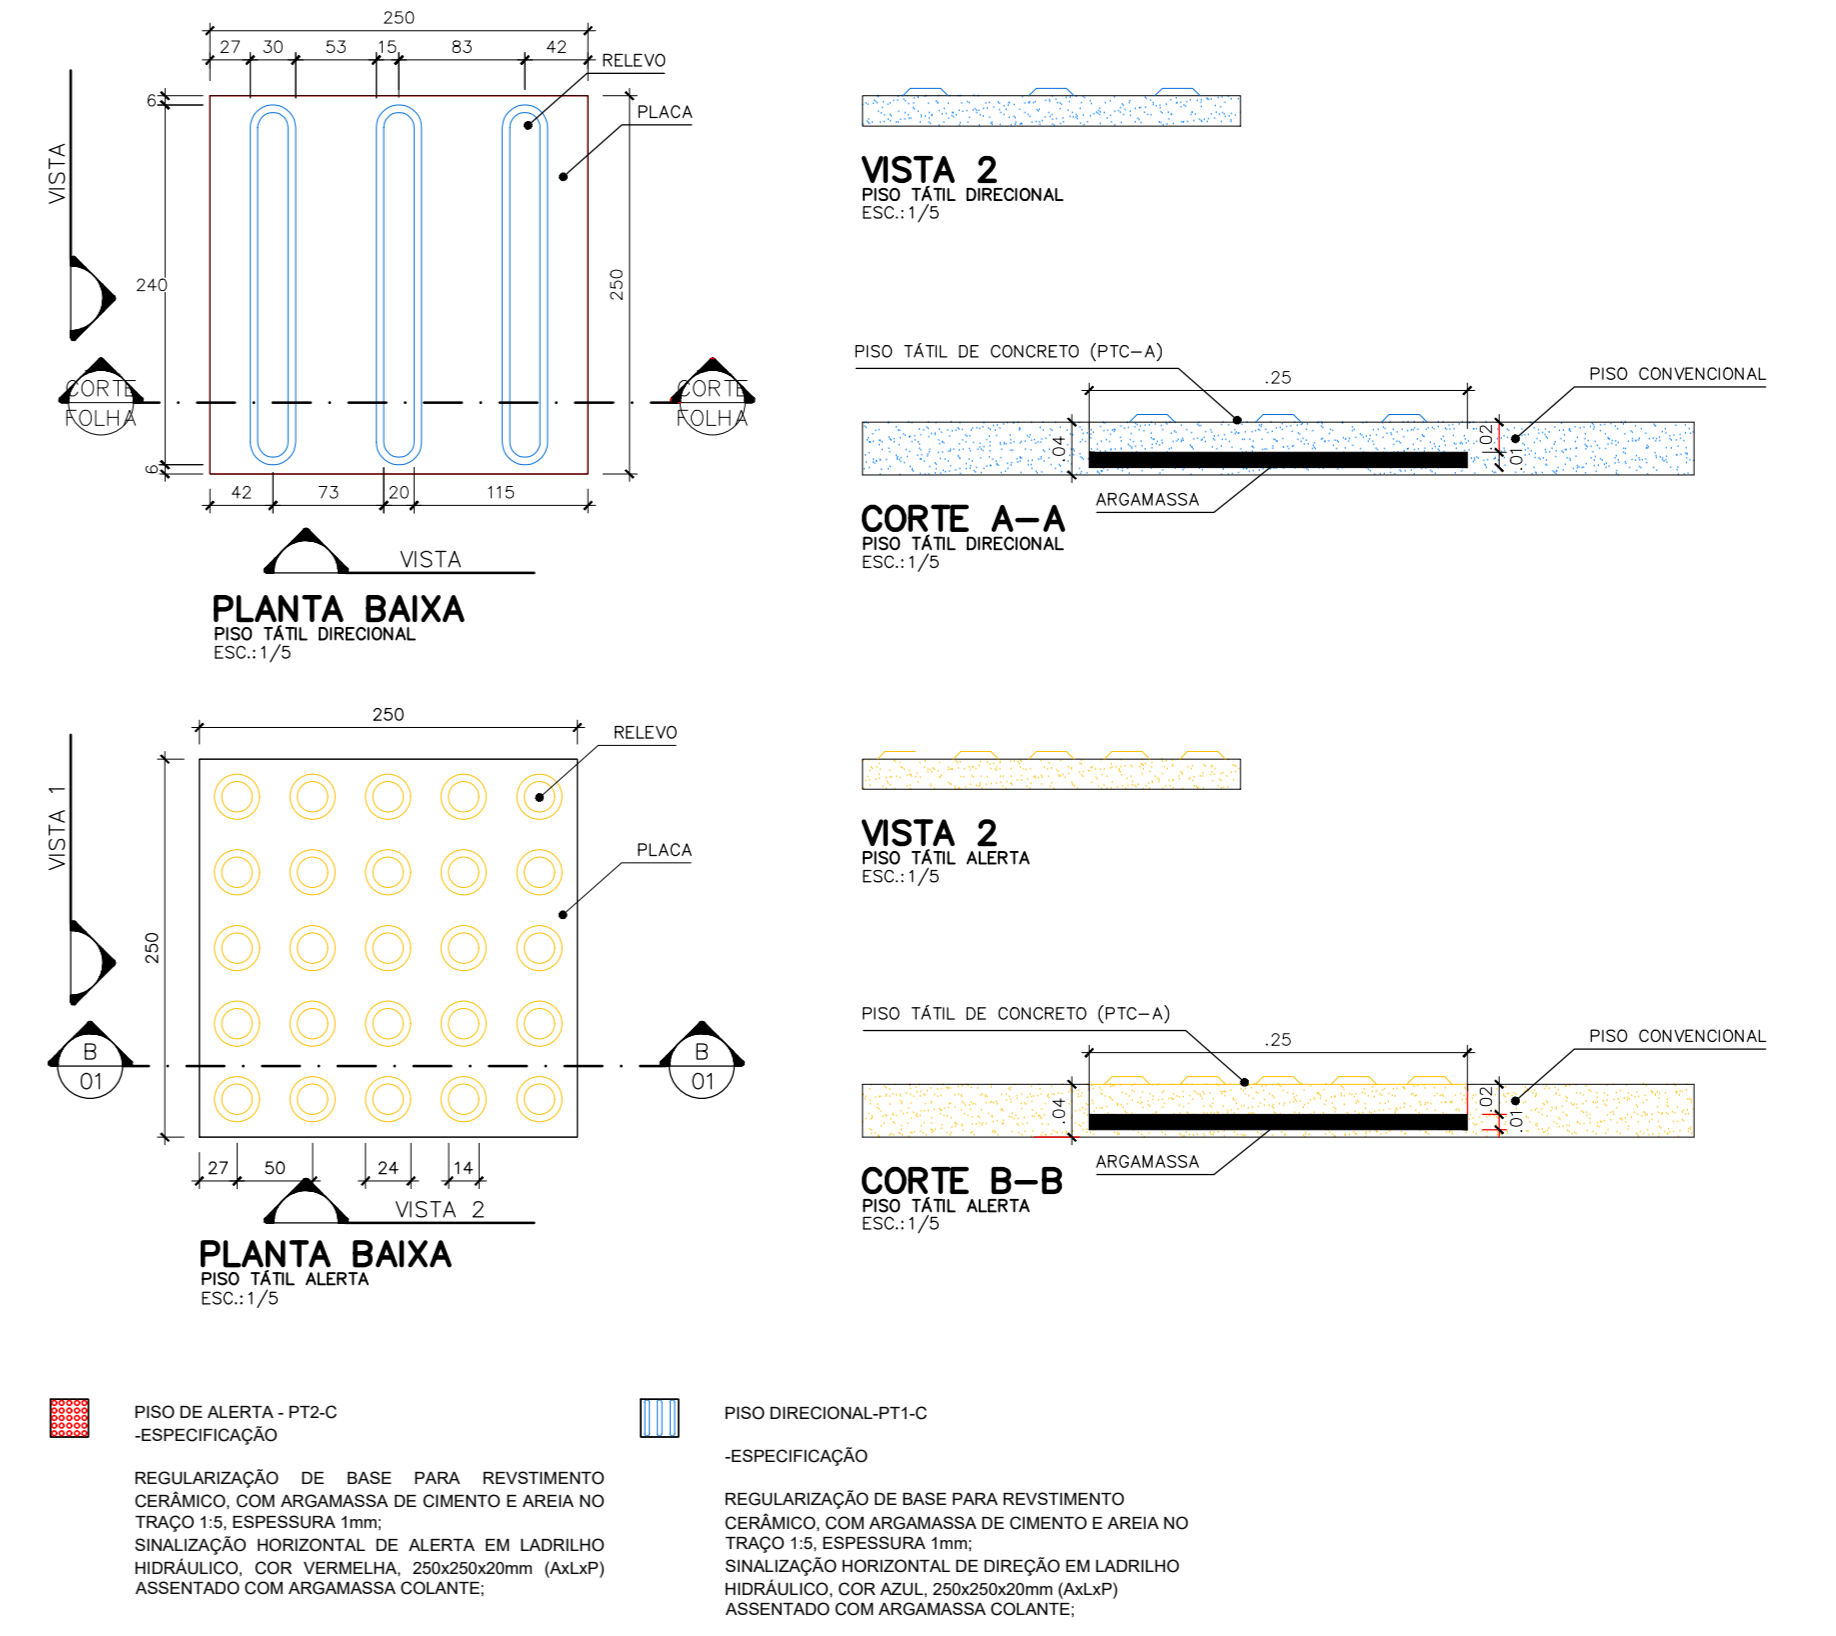 250
27 30 53 15 83 42
RELEVO
PLACA
6
VISTA
240
250
CORTE
FOLHA
CORTE
FOLHA
6
42 73 20 115
VISTA
PLANTA BAIXA
PISO TÁTIL DIRECIONAL
ESC.:1/5
VISTA 2
PISO TÁTIL DIRECIONAL
ESC.:1/5
PISO TÁTIL DE CONCRETO (PTC-A)
.25
PISO CONVENCIONAL
.04
.02
.01
ARGAMASSA
CORTE A-A
PISO TÁTIL DIRECIONAL
ESC.:1/5
250
RELEVO
PLACA
VISTA 1
250
B
01
B
01
27 50 24 14
VISTA 2
PLANTA BAIXA
PISO TÁTIL ALERTA
ESC.:1/5
VISTA 2
PISO TÁTIL ALERTA
ESC.:1/5
PISO TÁTIL DE CONCRETO (PTC-A)
.25
PISO CONVENCIONAL
.04
.02
.01
ARGAMASSA
CORTE B-B
PISO TÁTIL ALERTA
ESC.:1/5
PISO DE ALERTA - PT2-C
-ESPECIFICAÇÃO
REGULARIZAÇÃO DE BASE PARA REVSTIMENTO
CERÂMICO, COM ARGAMASSA DE CIMENTO E AREIA NO
TRAÇO 1:5, ESPESSURA 1mm;
SINALIZAÇÃO HORIZONTAL DE ALERTA EM LADRILHO
HIDRÁULICO, COR VERMELHA, 250x250x20mm (AxLxP)
ASSENTADO COM ARGAMASSA COLANTE;
PISO DIRECIONAL-PT1-C
-ESPECIFICAÇÃO
REGULARIZAÇÃO DE BASE PARA REVSTIMENTO
CERÂMICO, COM ARGAMASSA DE CIMENTO E AREIA NO
TRAÇO 1:5, ESPESSURA 1mm;
SINALIZAÇÃO HORIZONTAL DE DIREÇÃO EM LADRILHO
HIDRÁULICO, COR AZUL, 250x250x20mm (AxLxP)
ASSENTADO COM ARGAMASSA COLANTE;